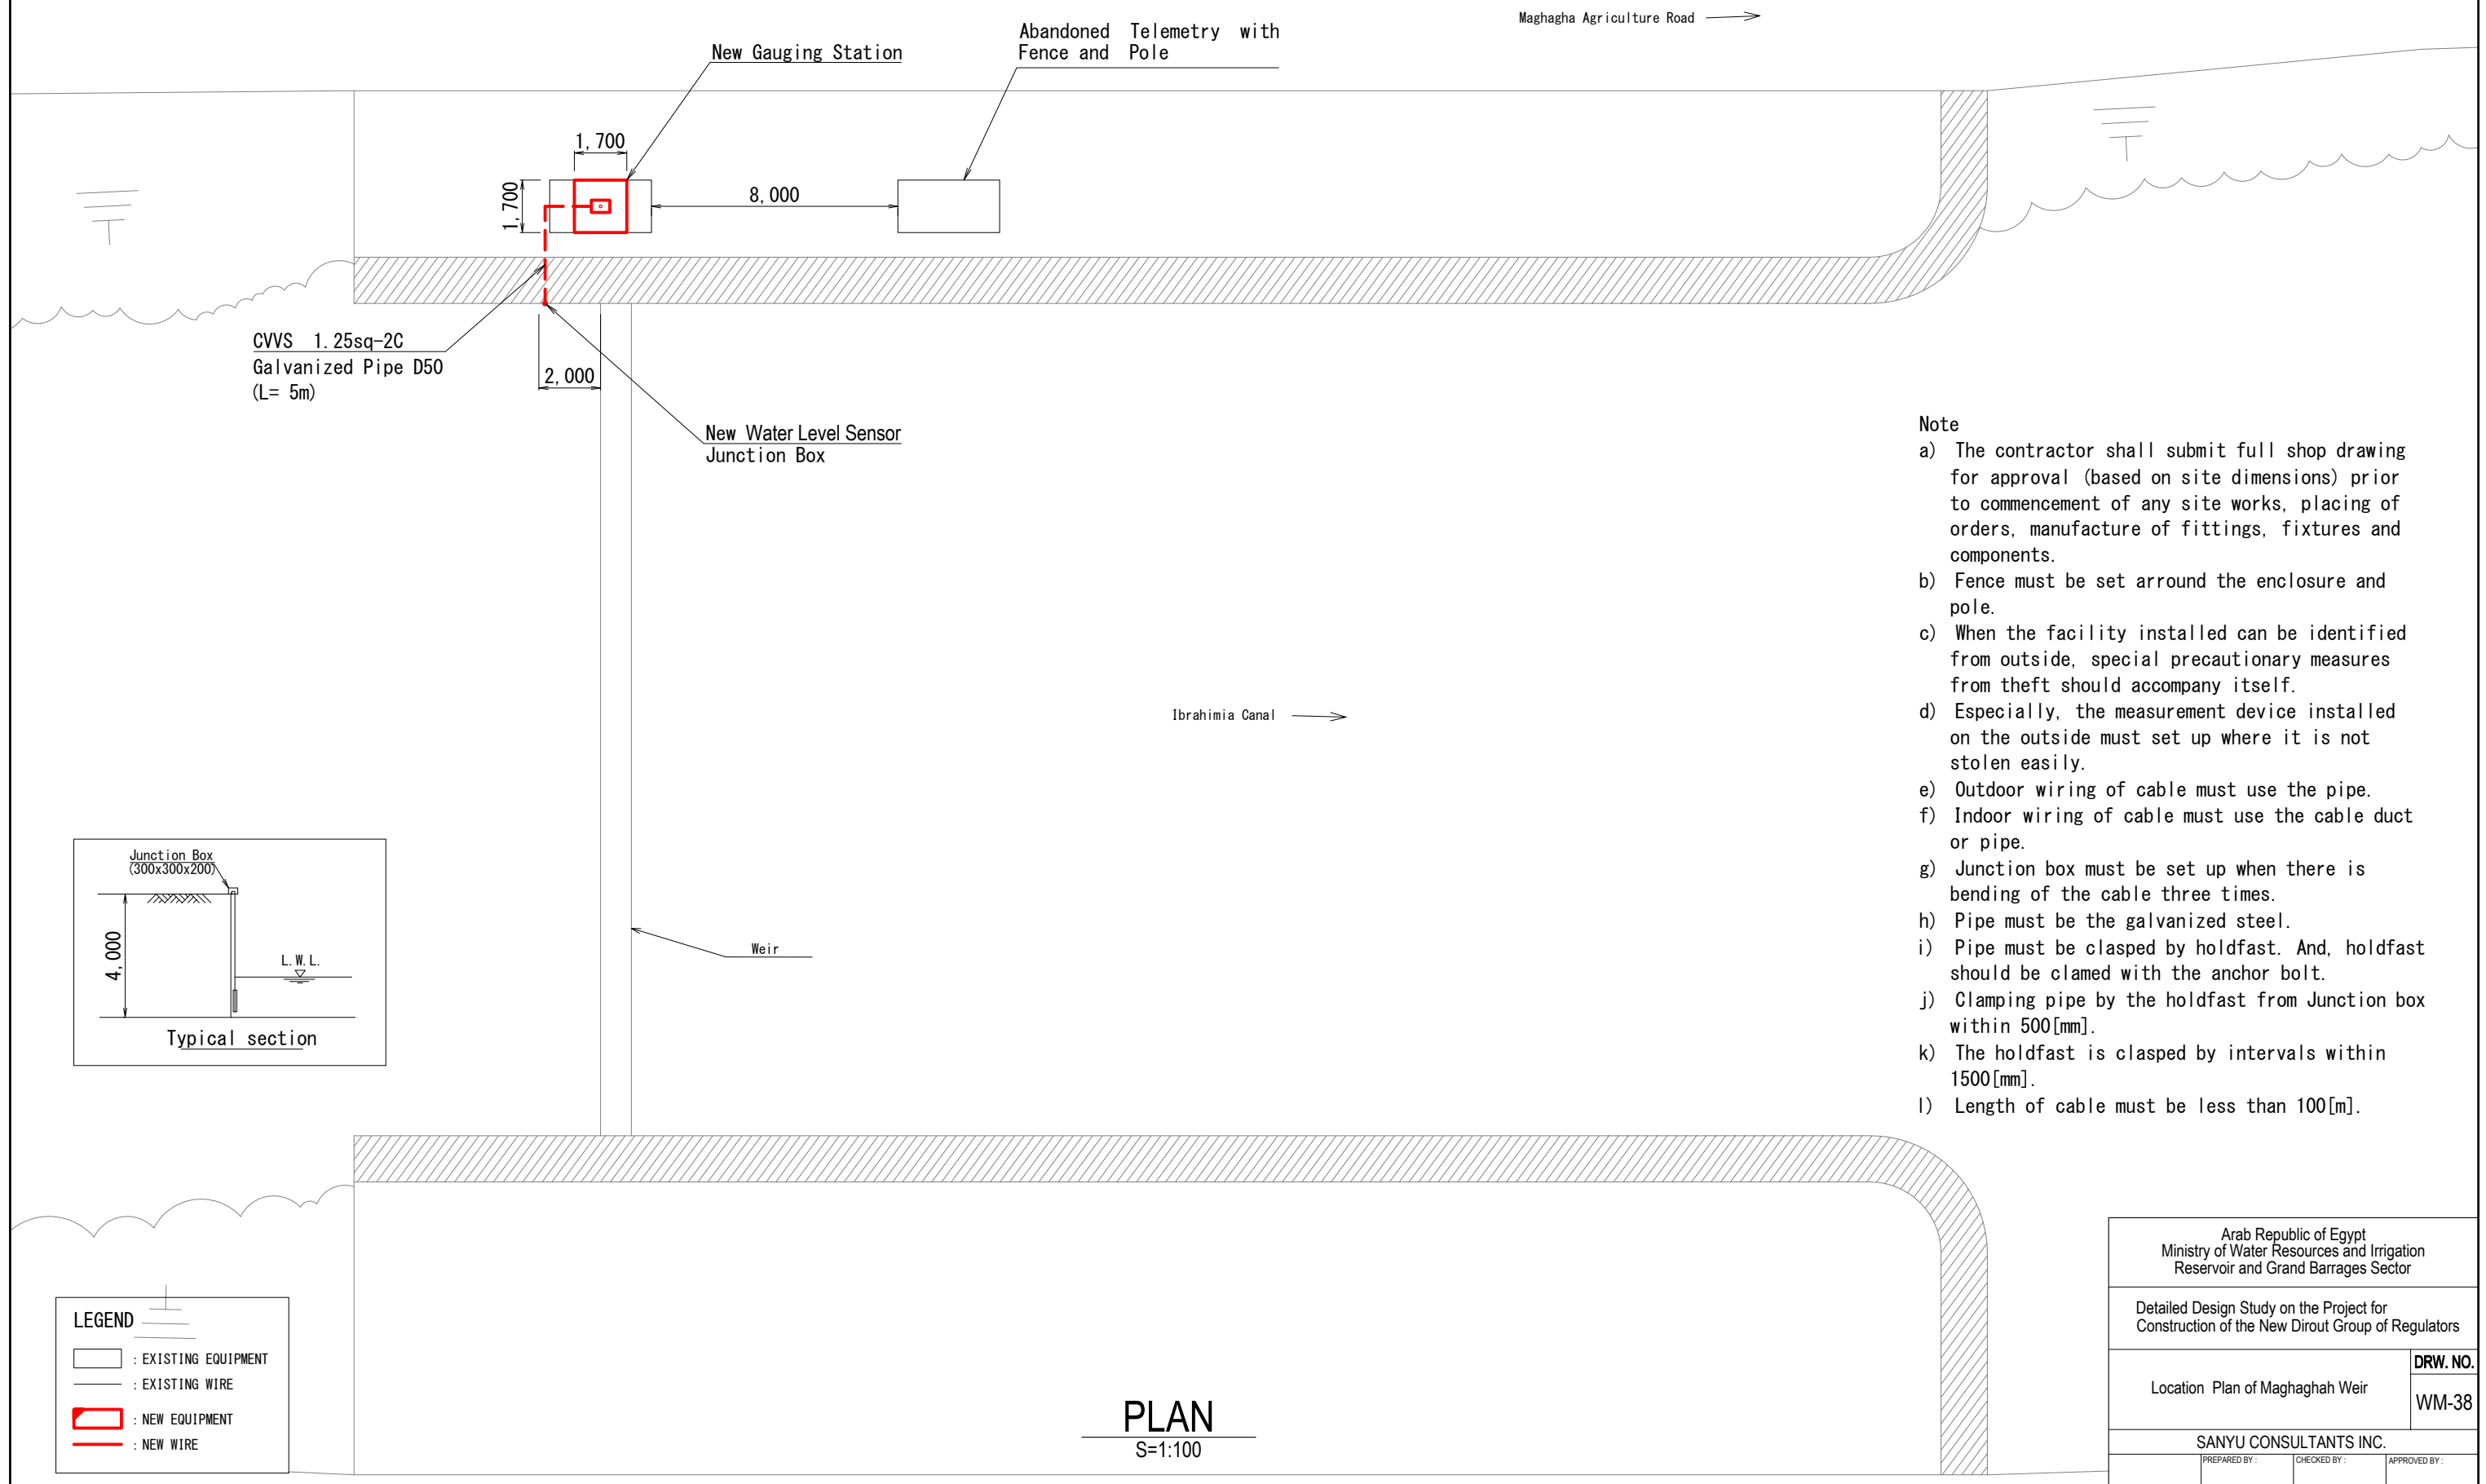 Maghagha Agriculture Road
Abandoned Telemetry with
Fence and Pole
New Gauging Station
1,700
1,700
8,000
CVVS 1.25sq-2C
Galvanized Pipe D50
(L= 5m)
2,000
New Water Level Sensor
Junction Box
Note
a) The contractor shall submit full shop drawing
for approval (based on site dimensions) prior
to commencement of any site works, placing of
orders, manufacture of fittings, fixtures and
components.
b) Fence must be set arround the enclosure and
pole.
c) When the facility installed can be identified
from outside, special precautionary measures
from theft should accompany itself.
d) Especially, the measurement device installed
on the outside must set up where it is not
stolen easily.
e) Outdoor wiring of cable must use the pipe.
f) Indoor wiring of cable must use the cable duct
or pipe.
g) Junction box must be set up when there is
bending of the cable three times.
h) Pipe must be the galvanized steel.
i) Pipe must be clasped by holdfast. And, holdfast
should be clamed with the anchor bolt.
j) Clamping pipe by the holdfast from Junction box
within 500[mm].
k) The holdfast is clasped by intervals within
1500[mm].
l) Length of cable must be less than 100[m].
Ibrahimia Canal
Weir
Junction Box
(300x300x200)
4,000
L.W.L.
Typical section
LEGEND
: EXISTING EQUIPMENT
: EXISTING WIRE
: NEW EQUIPMENT
: NEW WIRE
PLAN
S=1:100
Arab Republic of Egypt
Ministry of Water Resources and Irrigation
Reservoir and Grand Barrages Sector
Detailed Design Study on the Project for
Construction of the New Dirout Group of Regulators
Location Plan of Maghaghah Weir
DRW. NO.
WM-38
SANYU CONSULTANTS INC.
PREPARED BY :
CHECKED BY :
APPROVED BY :